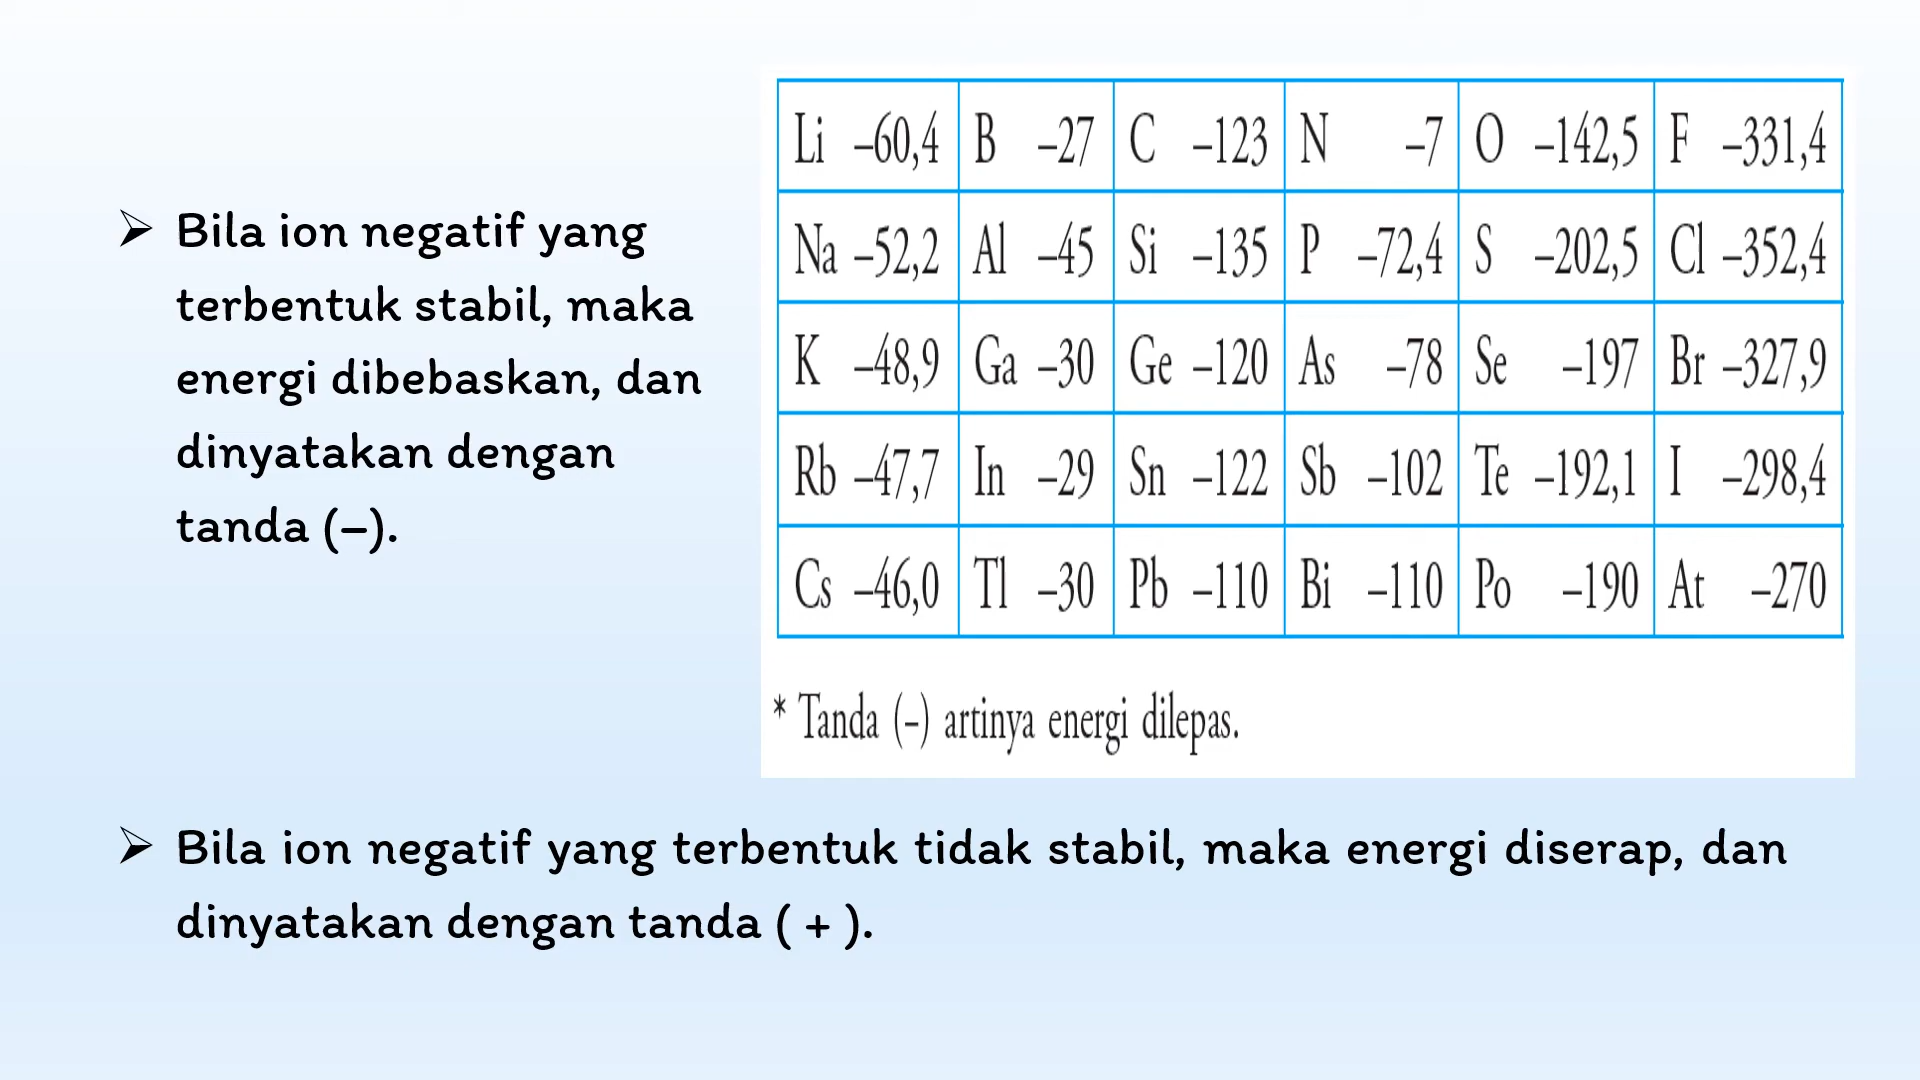 ➢ Bila ion negatif yang
terbentuk stabil, maka
energi dibebaskan, dan
dinyatakan dengan
tanda (–).
Li –60,4 B –27 C –123 N –7 O –142,5 F –331,4
Na –52,2 Al –45 Si –135 P –72,4 S –202,5 Cl –352,4
K –48,9 Ga –30 Ge –120 As –78 Se –197 Br –327,9
Rb –47,7 In –29 Sn –122 Sb –102 Te –192,1 I –298,4
Cs –46,0 Tl –30 Pb –110 Bi –110 Po –190 At –270
* Tanda (–) artinya energi dilepas.
➢ Bila ion negatif yang terbentuk tidak stabil, maka energi diserap, dan
dinyatakan dengan tanda ( + ).